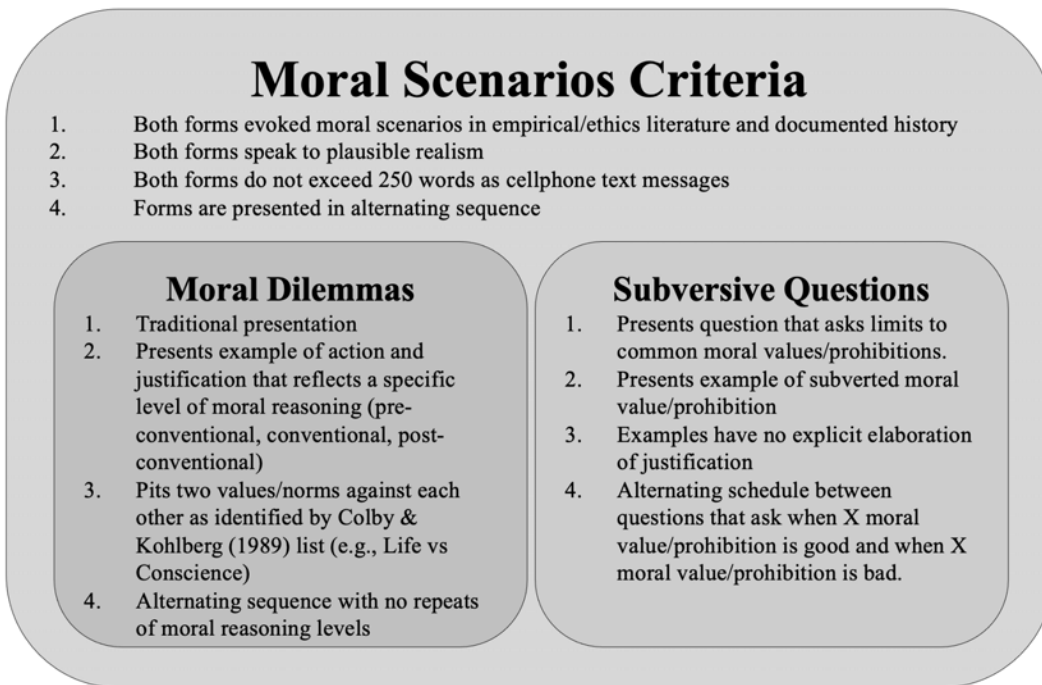 Moral Scenarios Criteria
1. Both forms evoked moral scenarios in empirical/ethics literature and documented history
2. Both forms speak to plausible realism
3. Both forms do not exceed 250 words as cellphone text messages
4. Forms are presented in alternating sequence
Moral Dilemmas
1. Traditional presentation
2. Presents example of action and
justification that reflects a specific
level of moral reasoning (pre-
conventional, conventional, post-
conventional)
3. Pits two values/norms against each
other as identified by Colby &
Kohlberg (1989) list (e.g., Life vs
Conscience)
4. Alternating sequence with no repeats
of moral reasoning levels
Subversive Questions
1. Presents question that asks limits to
common moral values/prohibitions.
2. Presents example of subverted moral
value/prohibition
3. Examples have no explicit elaboration
of justification
4. Alternating schedule between
questions that ask when X moral
value/prohibition is good and when X
moral value/prohibition is bad.